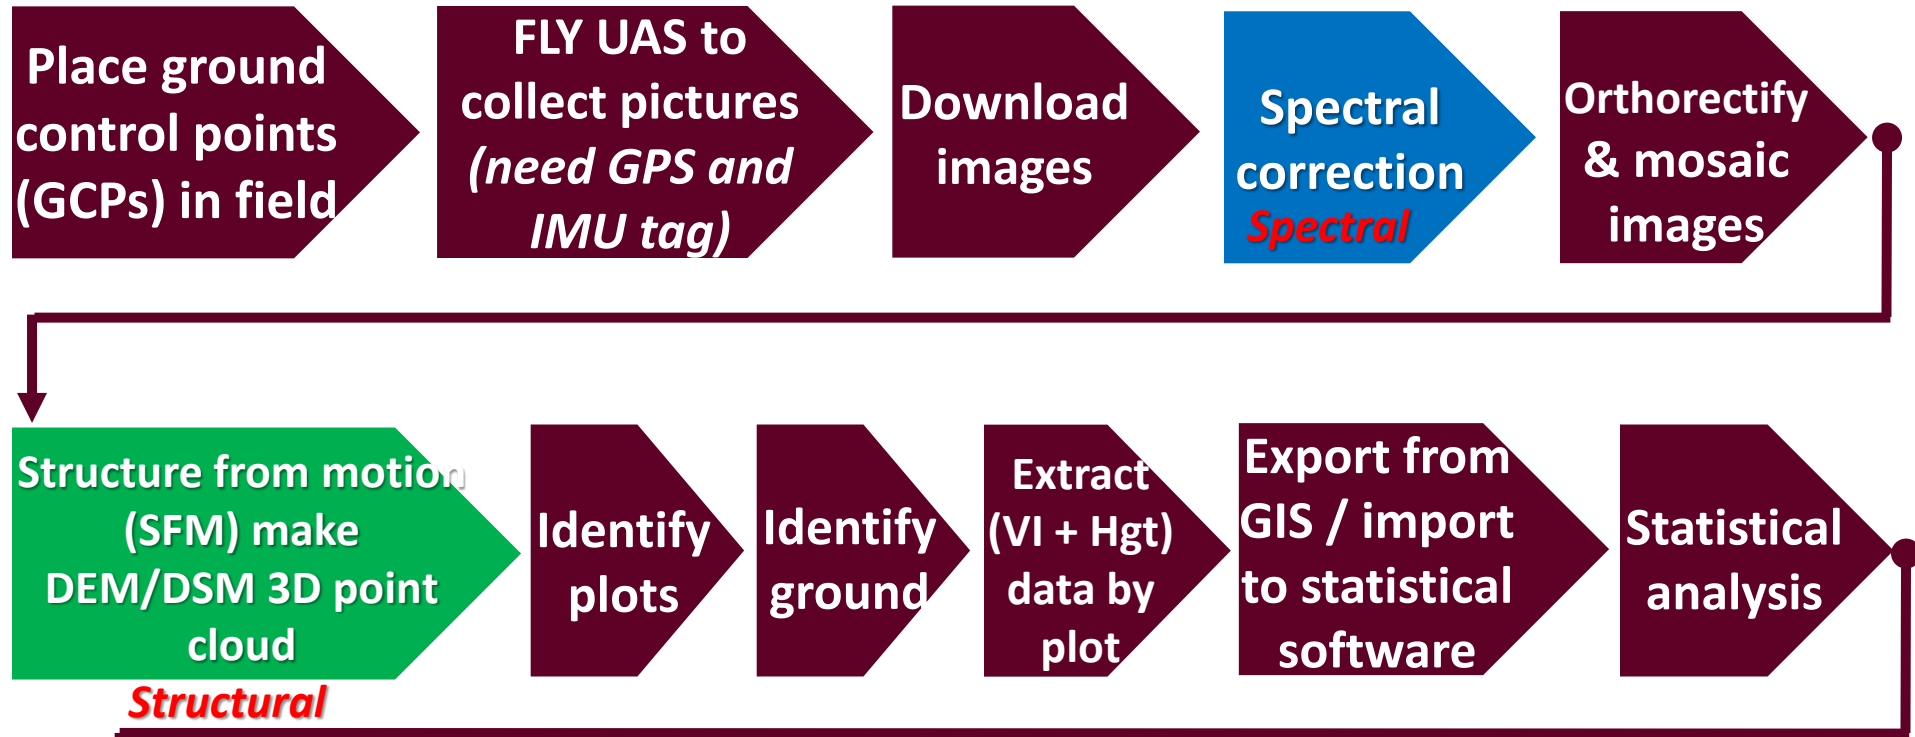 Place ground
control points
(GCPs) in field
FLY UAS to
collect pictures
(need GPS and
IMU tag)
Download
images
Spectral
correction
Spectral
Orthorectify
& mosaic
images
Structure from motion
(SFM) make
DEM/DSM 3D point
cloud
Structural
Identify
plots
Identify
ground
Extract
(VI + Hgt)
data by
plot
Export from
GIS / import
to statistical
software
Statistical
analysis